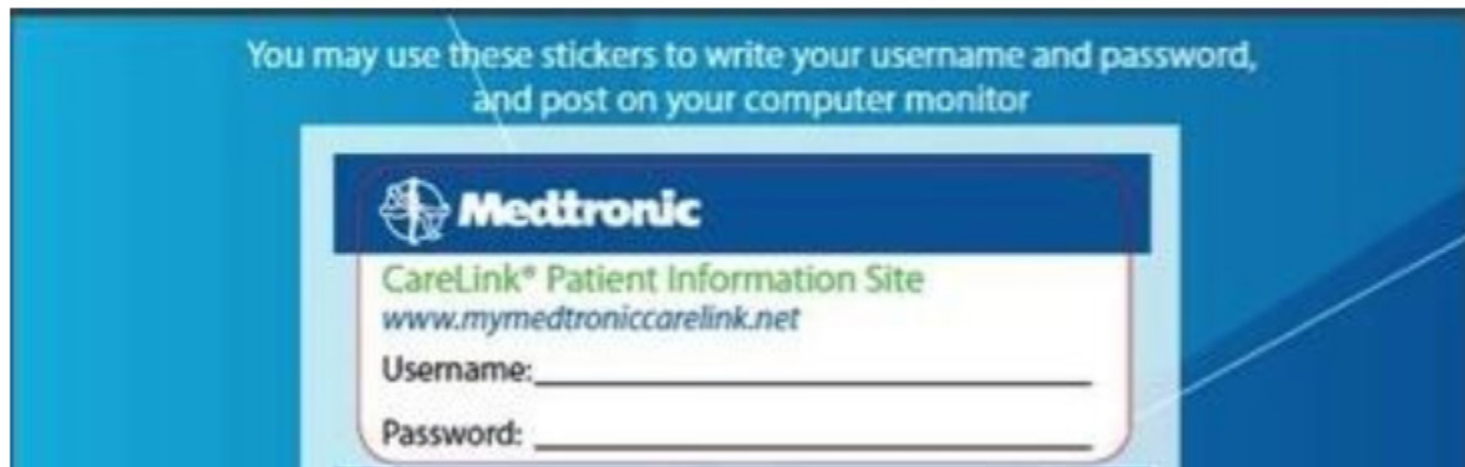 You may use these stickers to write your username and password,
and post on your computer monitor
Medtronic
CareLink® Patient Information Site
www.mymedtroniccarelink.net
Username:
Password: